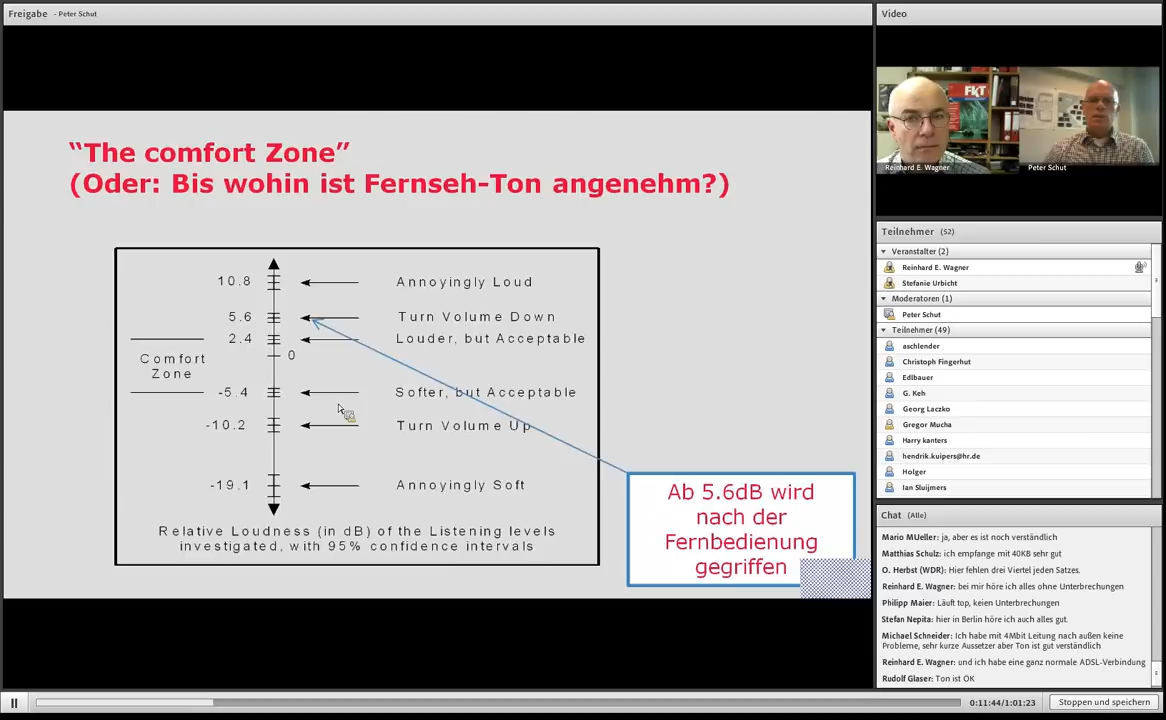 Freigabe - Peter Schut
“The comfort Zone”
(Oder: Bis wohin ist Fernseh-Ton angenehm?)
10.8 Annoyingly Loud
5.6 Turn Volume Down
2.4 Louder, but Acceptable
0
Comfort
Zone
-5.4 Softer, but Acceptable
-10.2 Turn Volume Up
-19.1 Annoyingly Soft
Relative Loudness (in dB) of the Listening levels
investigated, with 95% confidence intervals
Ab 5.6dB wird
nach der
Fernbedienung
gegriffen
Video
FKT
Reinhard E. Wagner
Peter Schut
Teilnehmer (52)
Veranstalter (2)
Reinhard E. Wagner
Stefanie Urbicht
Moderatoren (1)
Peter Schut
Teilnehmer (49)
aschlender
Christoph Fingerhut
Edlbauer
G. Keh
Georg Laczko
Gregor Mucha
Harry kanters
hendrik.kuipers@hr.de
Holger
Ian Sluijmers
Chat (Alle)
Mario MUeller: ja, aber es ist noch verständlich
Matthias Schulz: ich empfange mit 40KB sehr gut
O. Herbst (WDR): Hier fehlen drei Viertel jeden Satzes.
Reinhard E. Wagner: bei mir höre ich alles ohne Unterbrechungen
Philipp Maier: Läuft top, keien Unterbrechungen
Stefan Nepita: hier in Berlin höre ich auch alles gut.
Michael Schneider: Ich habe mit 4Mbit Leitung nach außen keine
Probleme, sehr kurze Aussetzer aber Ton ist gut verständlich
Reinhard E. Wagner: und ich habe eine ganz normale ADSL-Verbindung
Rudolf Glaser: Ton ist OK
0:11:44/1:01:23
Stoppen und speichern